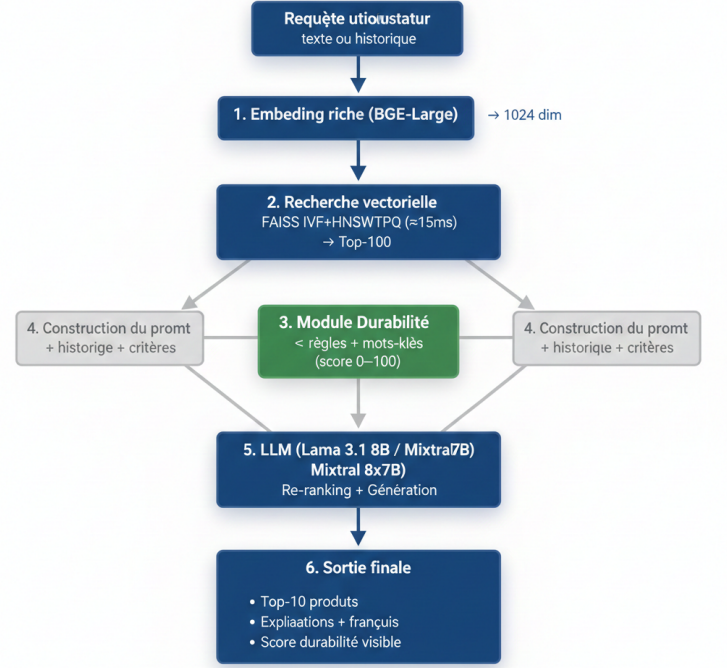 Requête utiousstatur
texte ou historique
1. Embeding riche (BGE-Large)
→ 1024 dim
2. Recherche vectorielle
FAISS IVF+HNSWTPQ (≈15ms)
→ Top-100
4. Construction du promt
+ historige + critères
3. Module Durabilité
< règles + mots-klès
(score 0–100)
4. Construction du promt
+ historique + critères
5. LLM (Lama 3.1 8B / Mixtral7B)
Mixtral 8x7B)
Re-ranking + Génération
6. Sortie finale
• Top-10 produts
• Expliaations + françuis
• Score durabilité visible